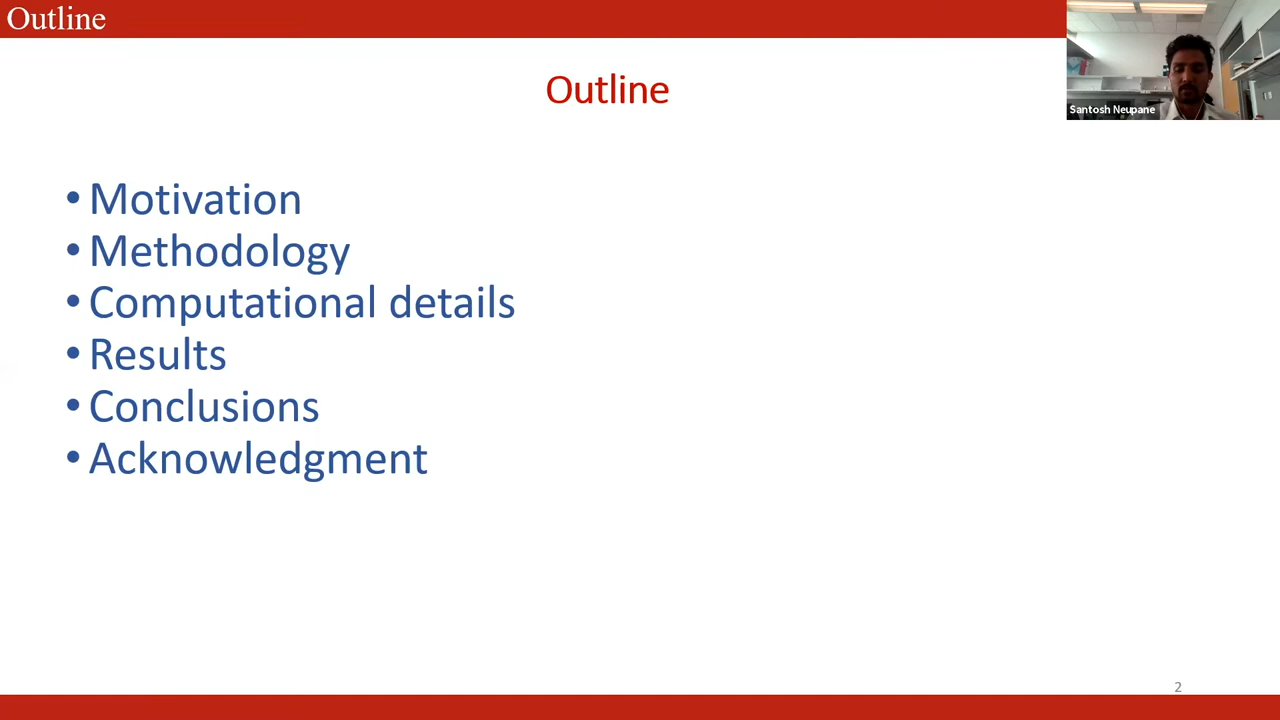 Outline
Santosh Neupane
Outline
• Motivation
• Methodology
• Computational details
• Results
• Conclusions
• Acknowledgment
2